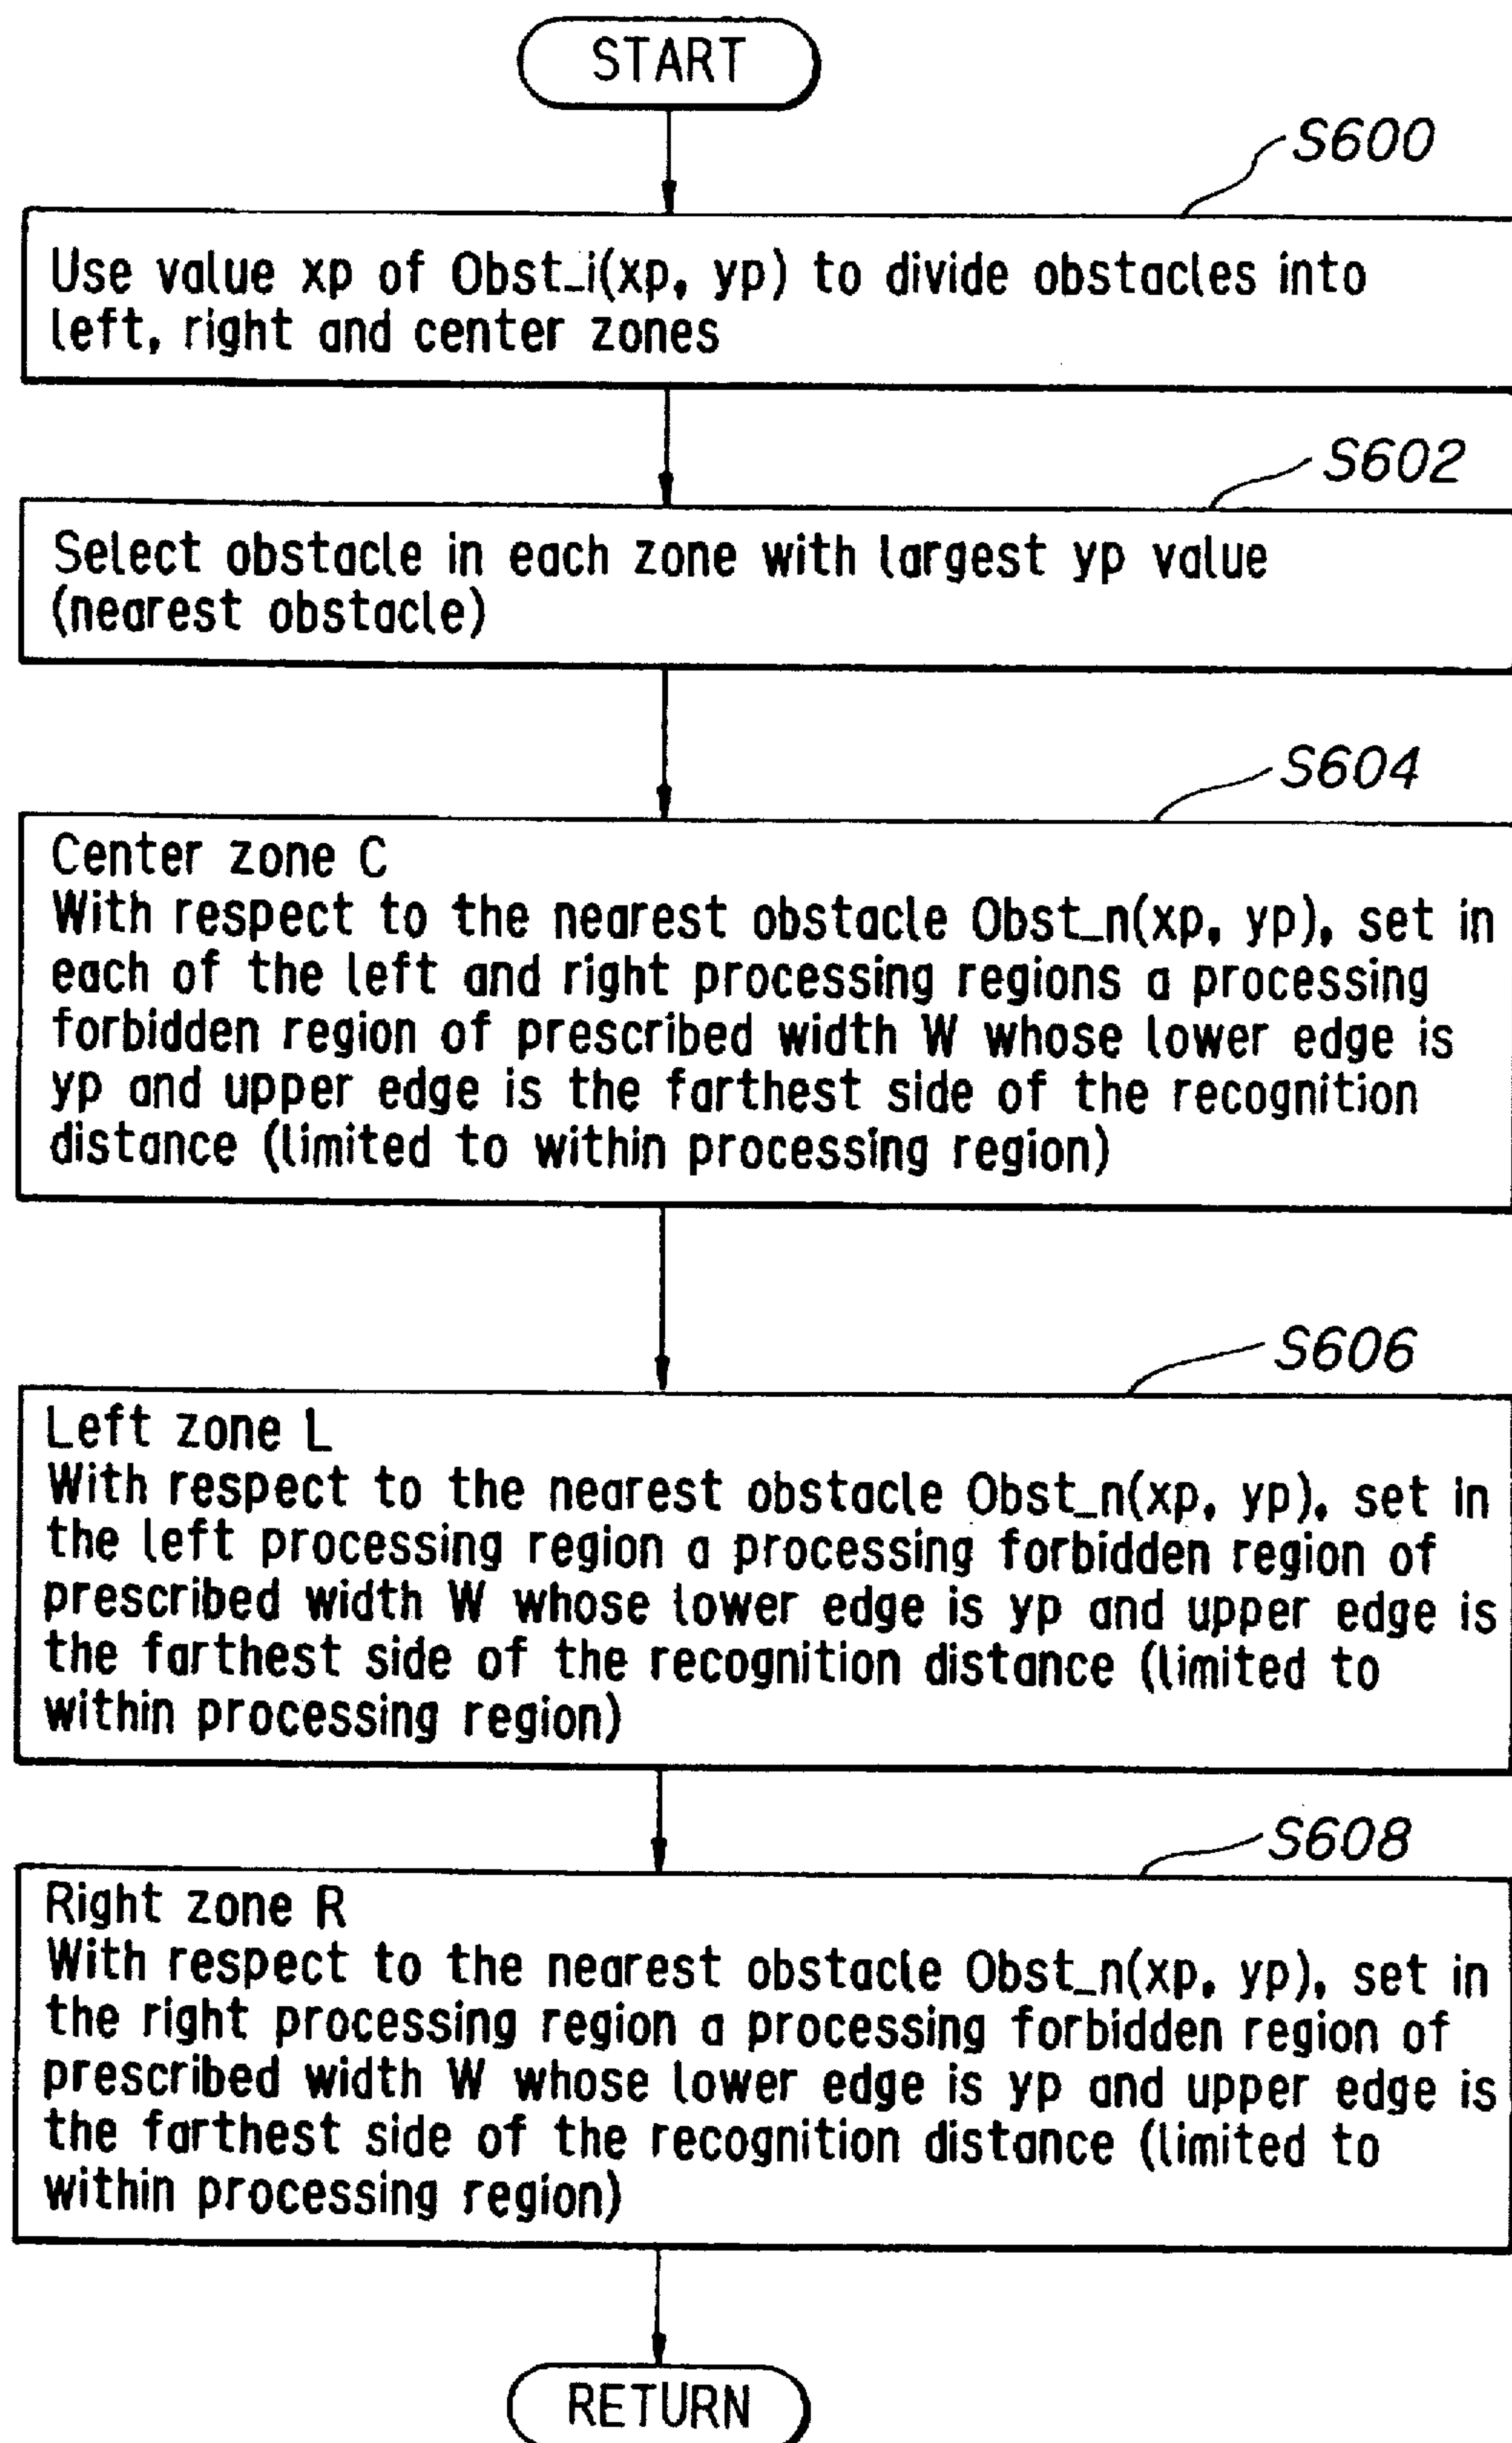 START
S600
Use value xp of Obst_i(xp, yp) to divide obstacles into
left, right and center zones
S602
Select obstacle in each zone with largest yp value
(nearest obstacle)
S604
Center zone C
With respect to the nearest obstacle Obst_n(xp, yp), set in
each of the left and right processing regions a processing
forbidden region of prescribed width W whose lower edge is
yp and upper edge is the farthest side of the recognition
distance (limited to within processing region)
S606
Left zone L
With respect to the nearest obstacle Obst_n(xp, yp), set in
the left processing region a processing forbidden region of
prescribed width W whose lower edge is yp and upper edge is
the farthest side of the recognition distance (limited to
within processing region)
S608
Right zone R
With respect to the nearest obstacle Obst_n(xp, yp), set in
the right processing region a processing forbidden region of
prescribed width W whose lower edge is yp and upper edge is
the farthest side of the recognition distance (limited to
within processing region)
RETURN